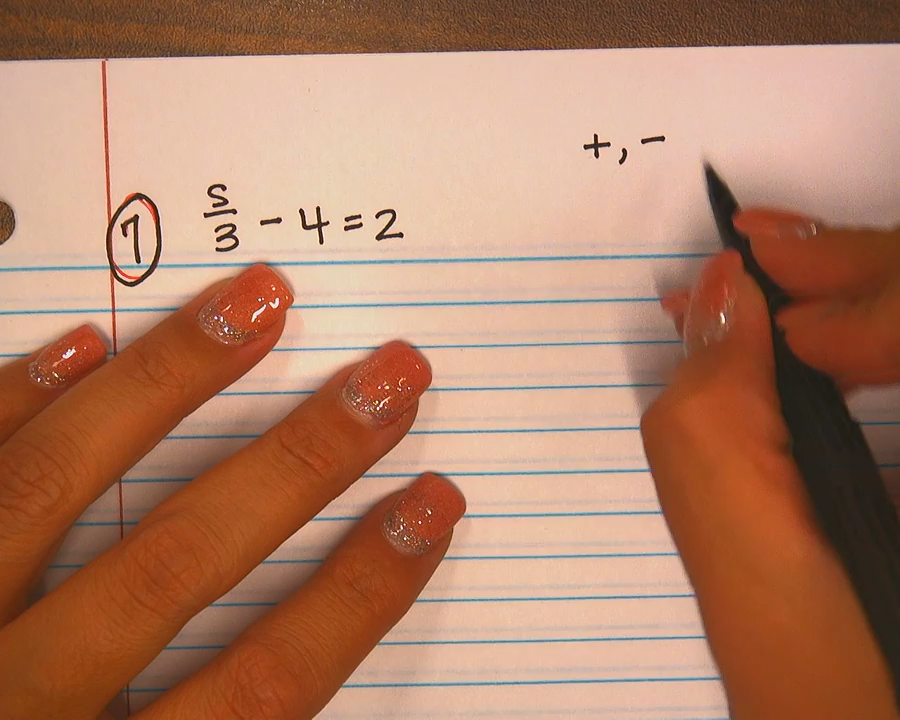 +, -
7 s/3 - 4 = 2